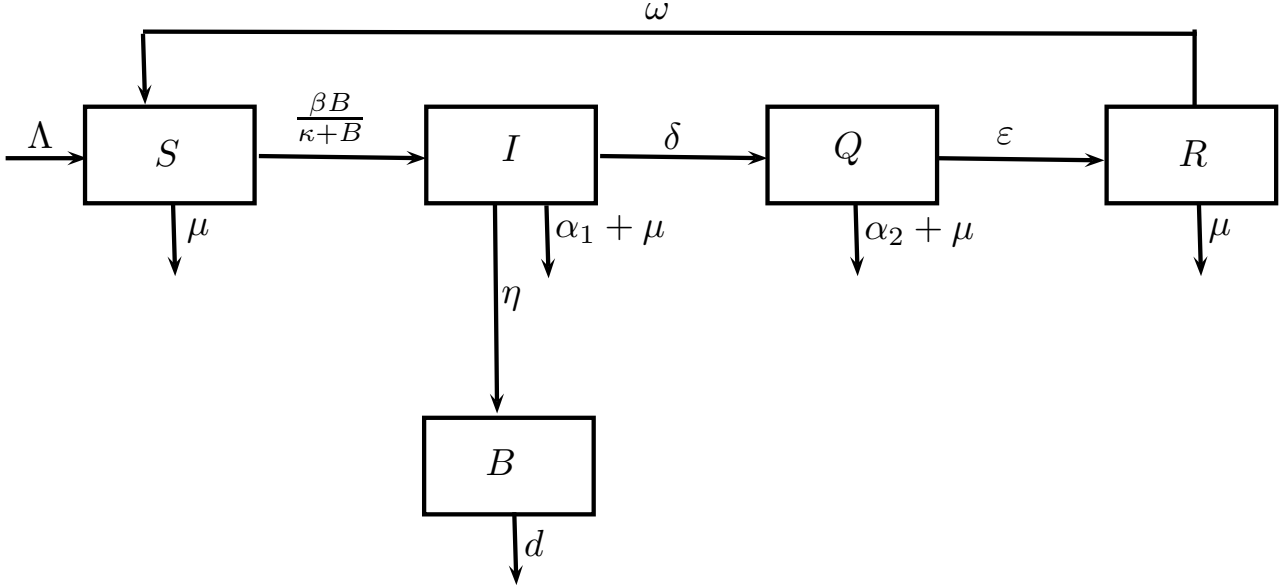 ω
Λ
S
βB
κ+B
I
δ
Q
ε
R
μ
α₁ + μ
α₂ + μ
μ
η
B
d